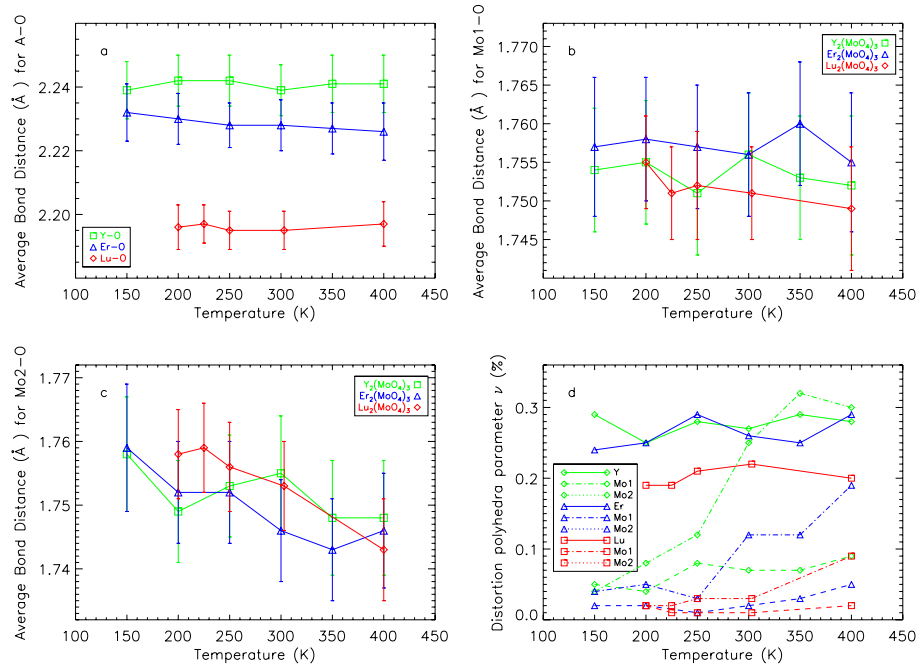 a
Average Bond Distance (Å) for A-O
2.24
2.22
2.20
Y-O
Er-O
Lu-O
100 150 200 250 300 350 400 450
Temperature (K)
b
Average Bond Distance (Å) for Mo1-O
1.770
1.765
1.760
1.755
1.750
1.745
Y₂(MoO₄)₃
Er₂(MoO₄)₃
Lu₂(MoO₄)₃
100 150 200 250 300 350 400 450
Temperature (K)
c
Average Bond Distance (Å) for Mo2-O
1.77
1.76
1.75
1.74
Y₂(MoO₄)₃
Er₂(MoO₄)₃
Lu₂(MoO₄)₃
100 150 200 250 300 350 400 450
Temperature (K)
d
Distortion polyhedra parameter ν (%)
0.3
0.2
0.1
0.0
Y
Mo1
Mo2
Er
Mo1
Mo2
Lu
Mo1
Mo2
100 150 200 250 300 350 400 450
Temperature (K)